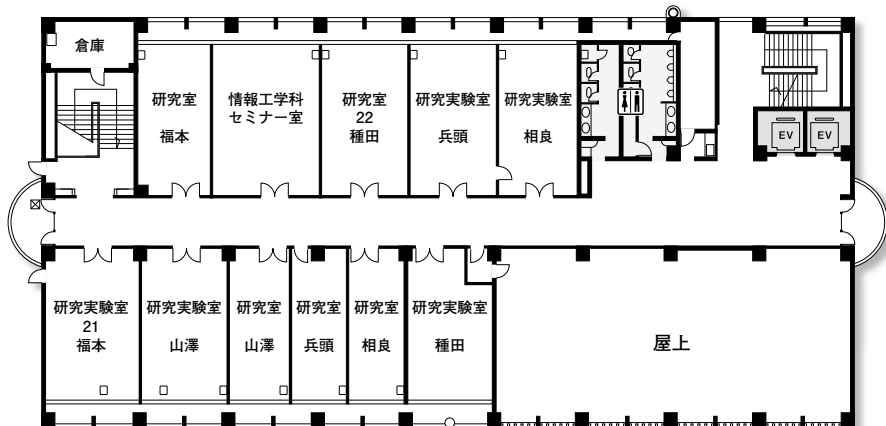 倉庫
研究室
福本
情報工学科
セミナー室
研究室
22
種田
研究実験室
兵頭
研究実験室
相良
EV
EV
研究実験室
21
福本
研究実験室
山澤
研究室
山澤
研究室
兵頭
研究室
相良
研究実験室
種田
屋上